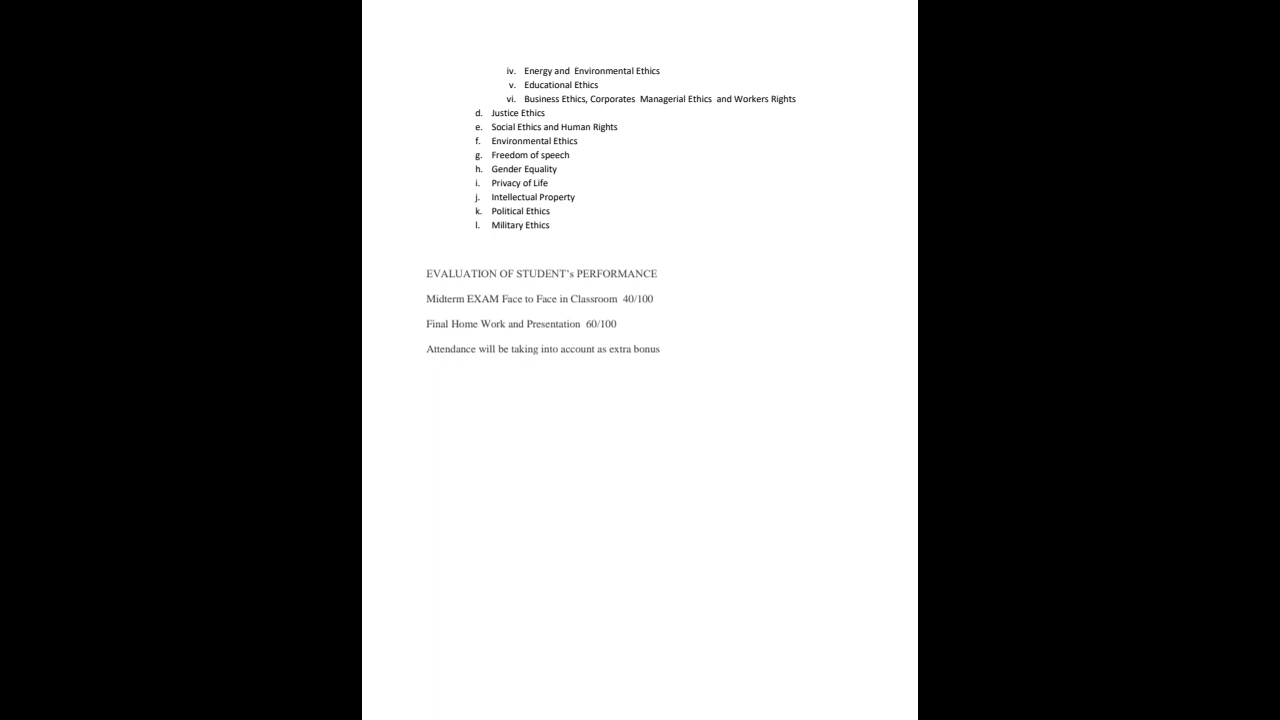 iv. Energy and  Environmental Ethics
v. Educational Ethics
vi. Business Ethics, Corporates  Managerial Ethics  and Workers Rights
d. Justice Ethics
e. Social Ethics and Human Rights
f. Environmental Ethics
g. Freedom of speech
h. Gender Equality
i. Privacy of Life
j. Intellectual Property
k. Political Ethics
l. Military Ethics
EVALUATION OF STUDENT’s PERFORMANCE
Midterm EXAM Face to Face in Classroom  40/100
Final Home Work and Presentation  60/100
Attendance will be taking into account as extra bonus